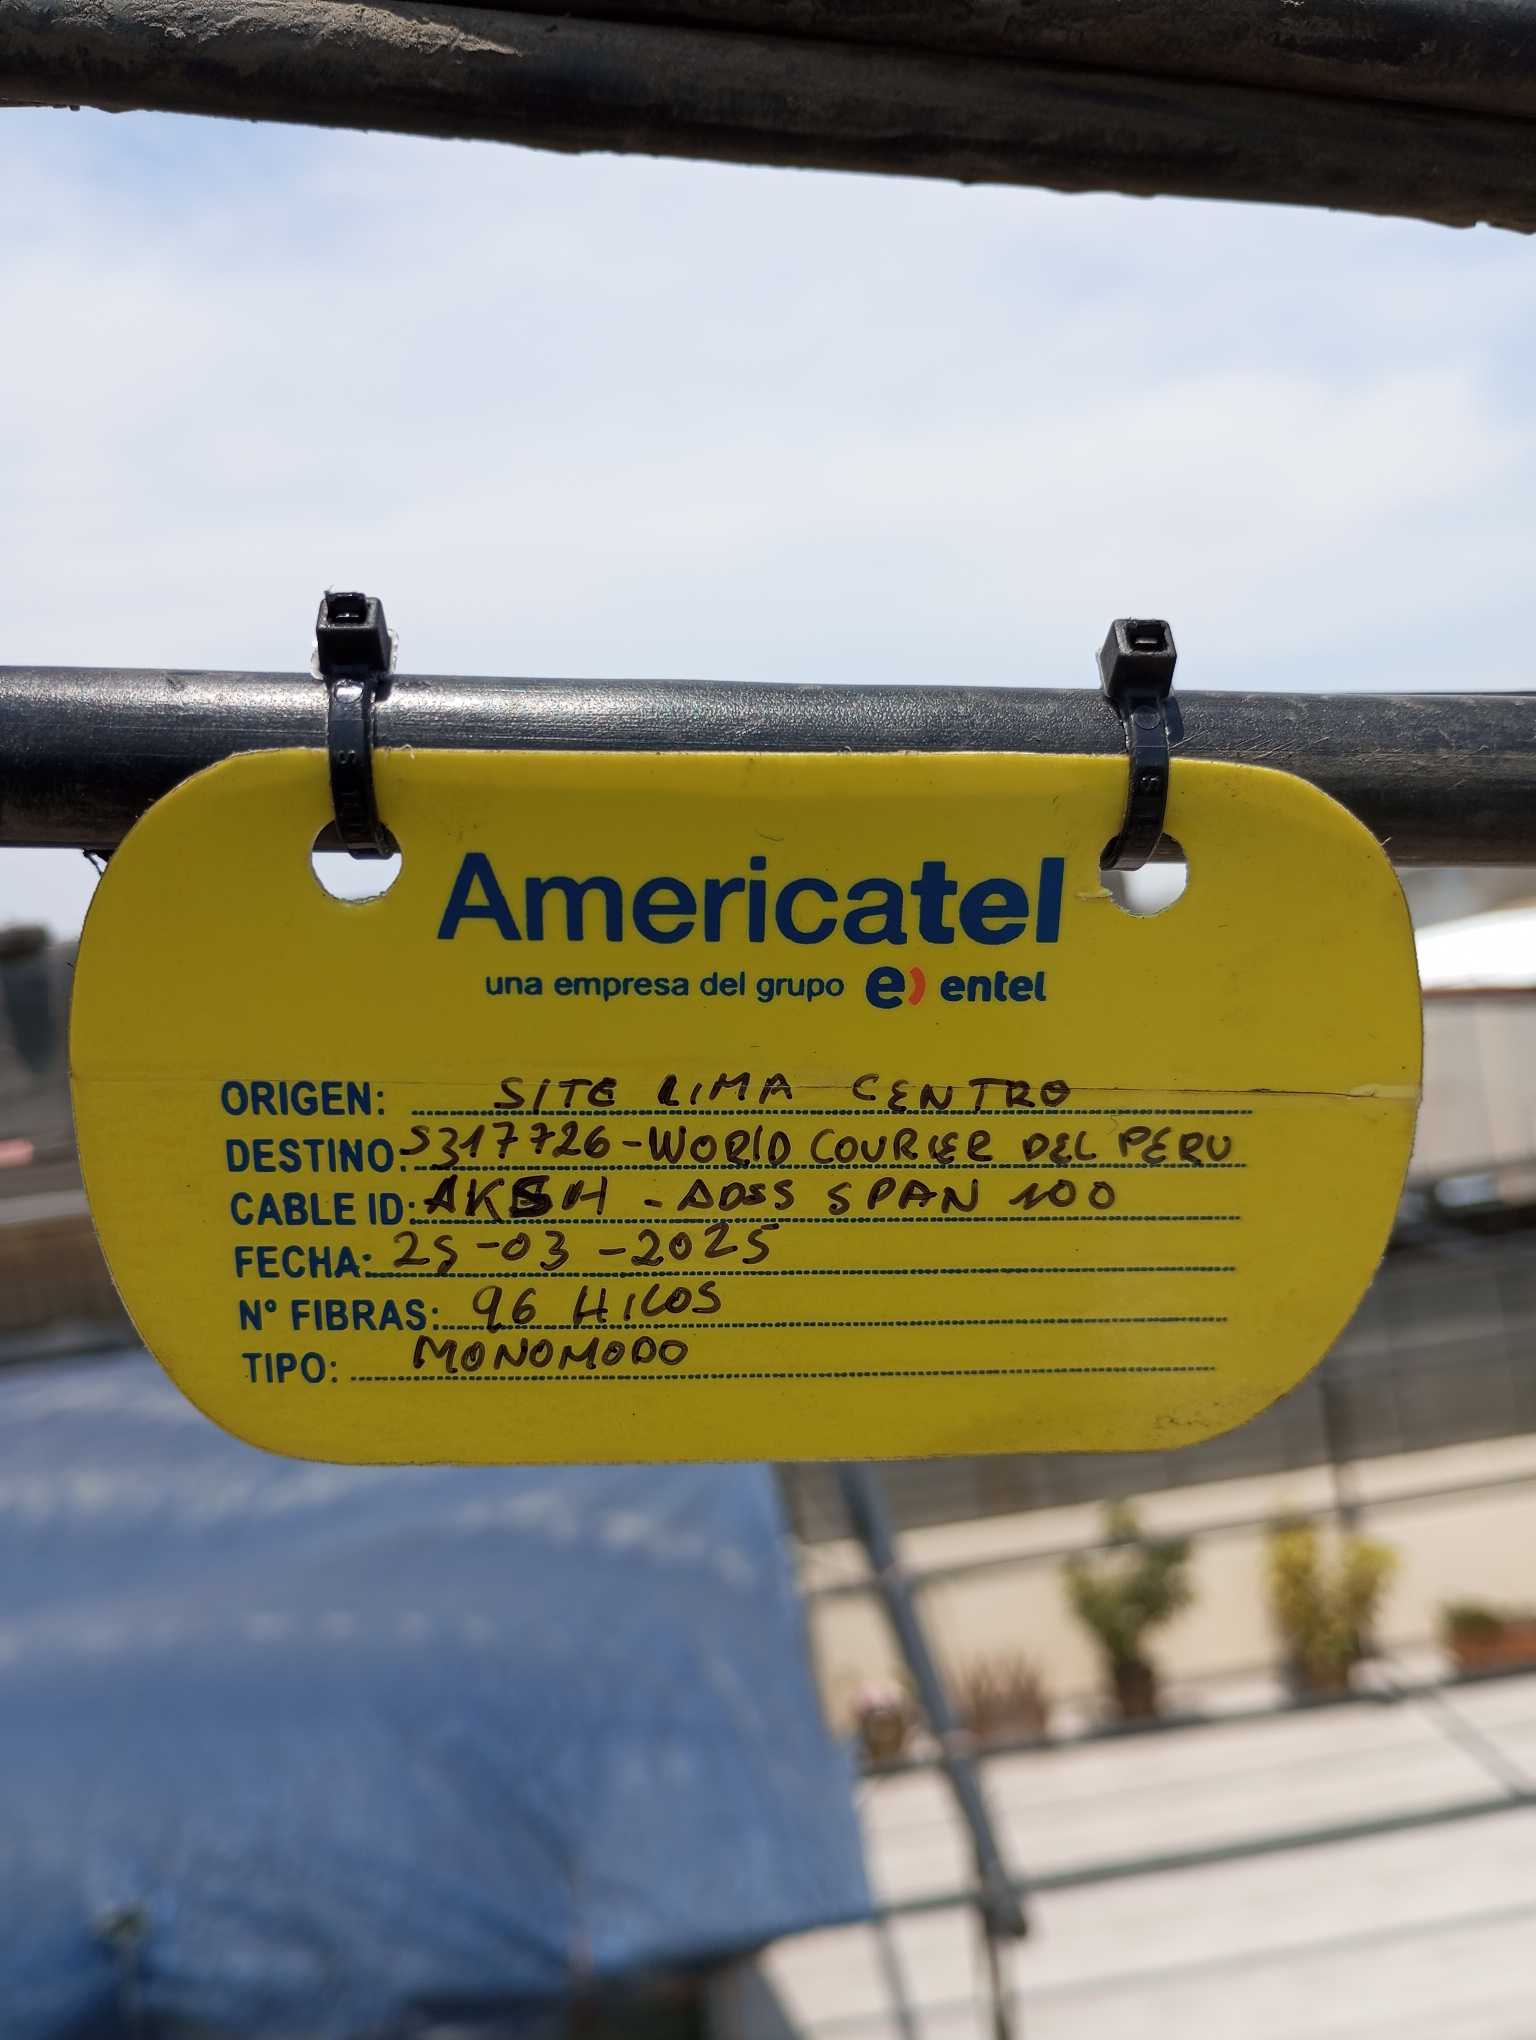 Americatel
una empresa del grupo e) entel
ORIGEN: SITE LIMA CENTRO
DESTINO: S317726-WORLD COURIER DEL PERU
CABLE ID: AKSH - ADSS SPAN 100
FECHA: 25-03-2025
N° FIBRAS: 96 HILOS
TIPO: MONOMODO